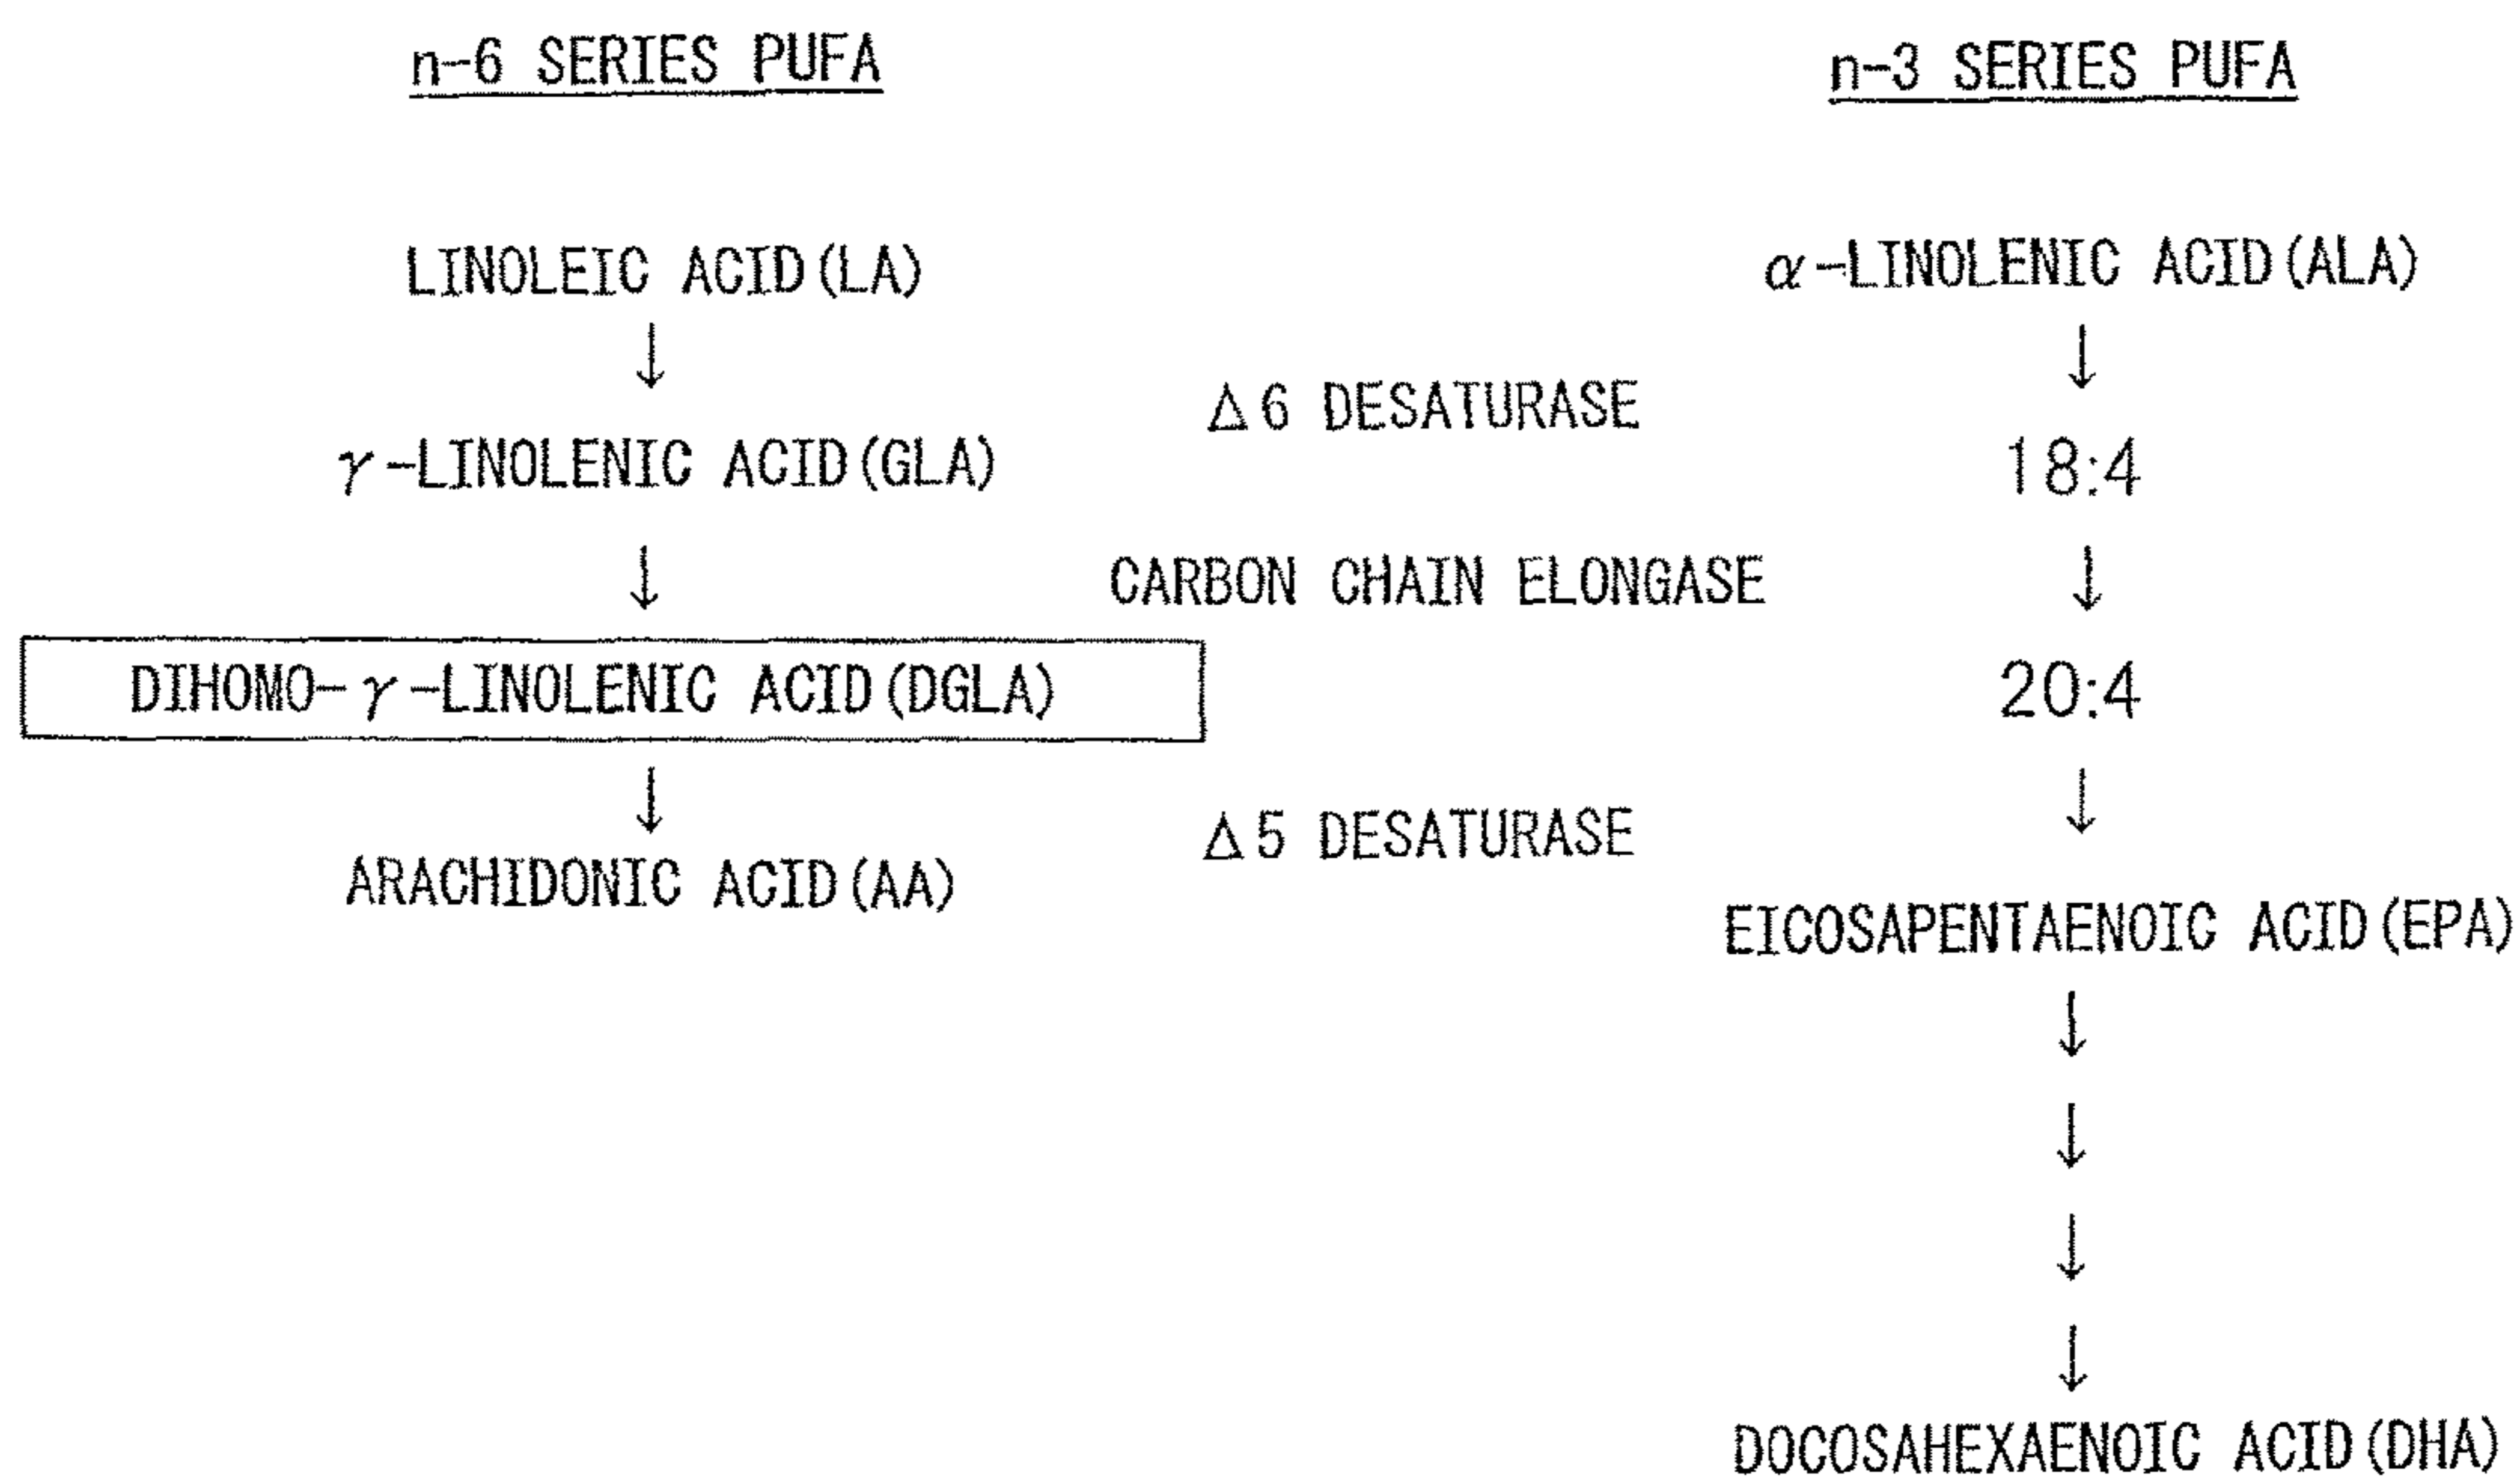 n-6 SERIES PUFA
n-3 SERIES PUFA
LINOLEIC ACID(LA)
α-LINOLENIC ACID(ALA)
↓
↓
Δ6 DESATURASE
γ-LINOLENIC ACID(GLA)
18:4
↓
CARBON CHAIN ELONGASE
↓
DIHOMO-γ-LINOLENIC ACID(DGLA)
20:4
↓
↓
Δ5 DESATURASE
ARACHIDONIC ACID(AA)
EICOSAPENTAENOIC ACID(EPA)
↓
↓
↓
↓
DOCOSAHEXAENOIC ACID(DHA)